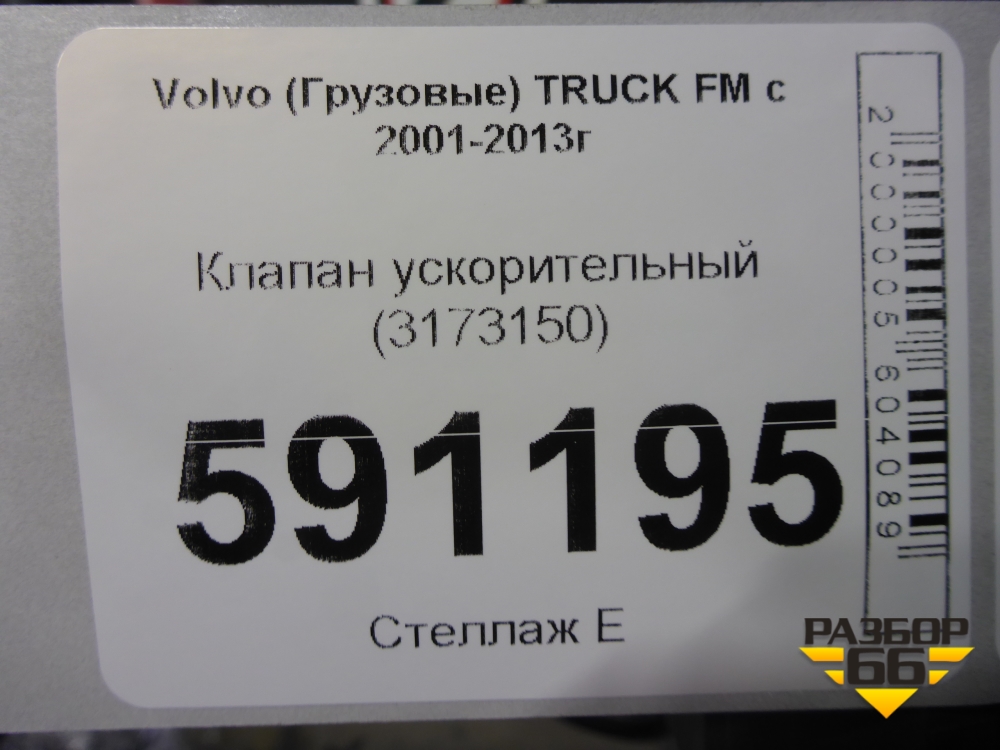 Volvo (Грузовые) TRUCK FM с
2001-2013г
Клапан ускорительный
(3173150)
591195
Стеллаж Е
2000005604089
РАЗБОР
66